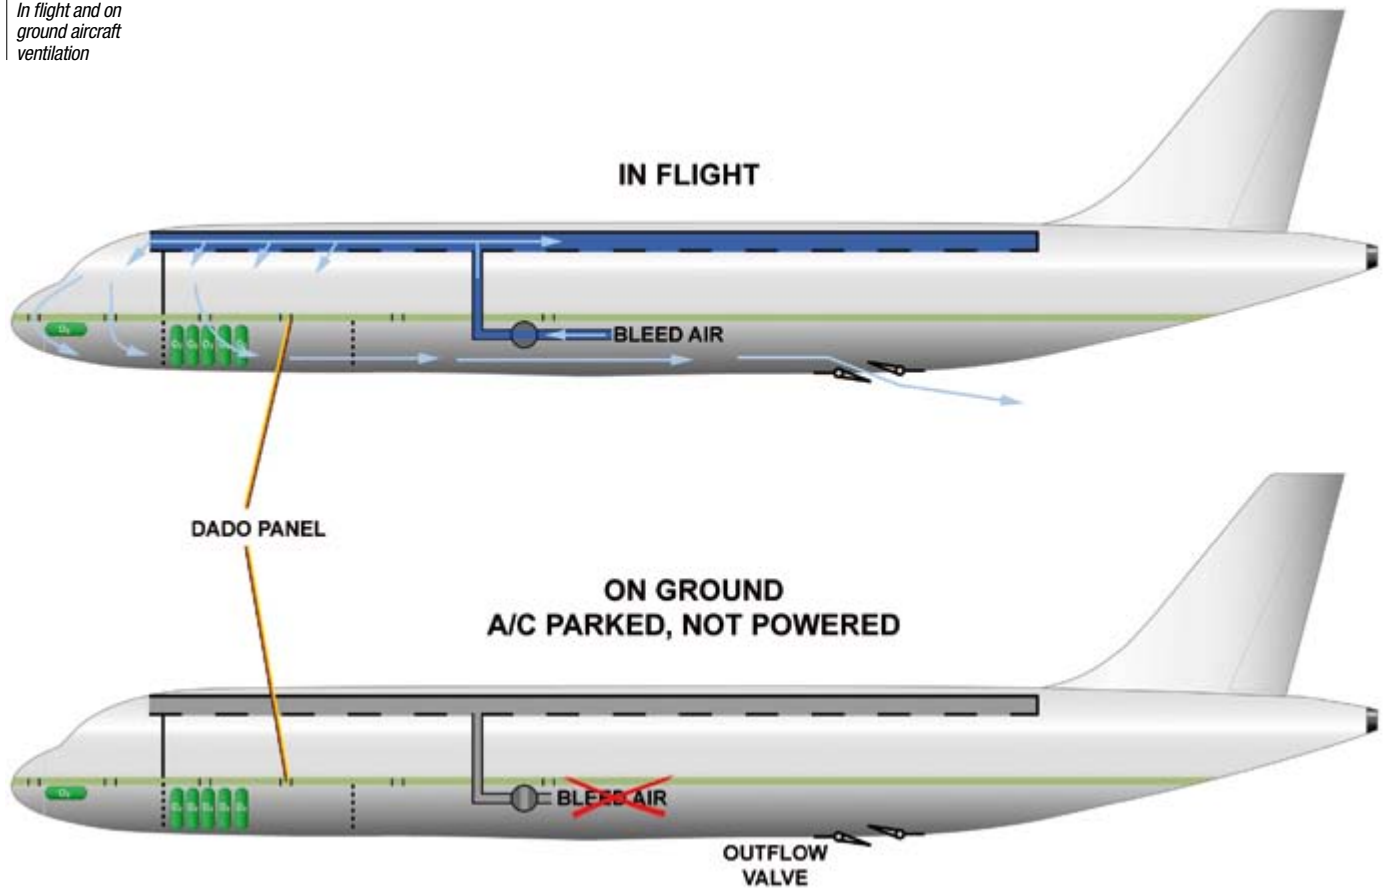 In flight and on
ground aircraft
ventilation
IN FLIGHT
BLEED AIR
DADO PANEL
ON GROUND
A/C PARKED, NOT POWERED
BLEED AIR
OUTFLOW
VALVE